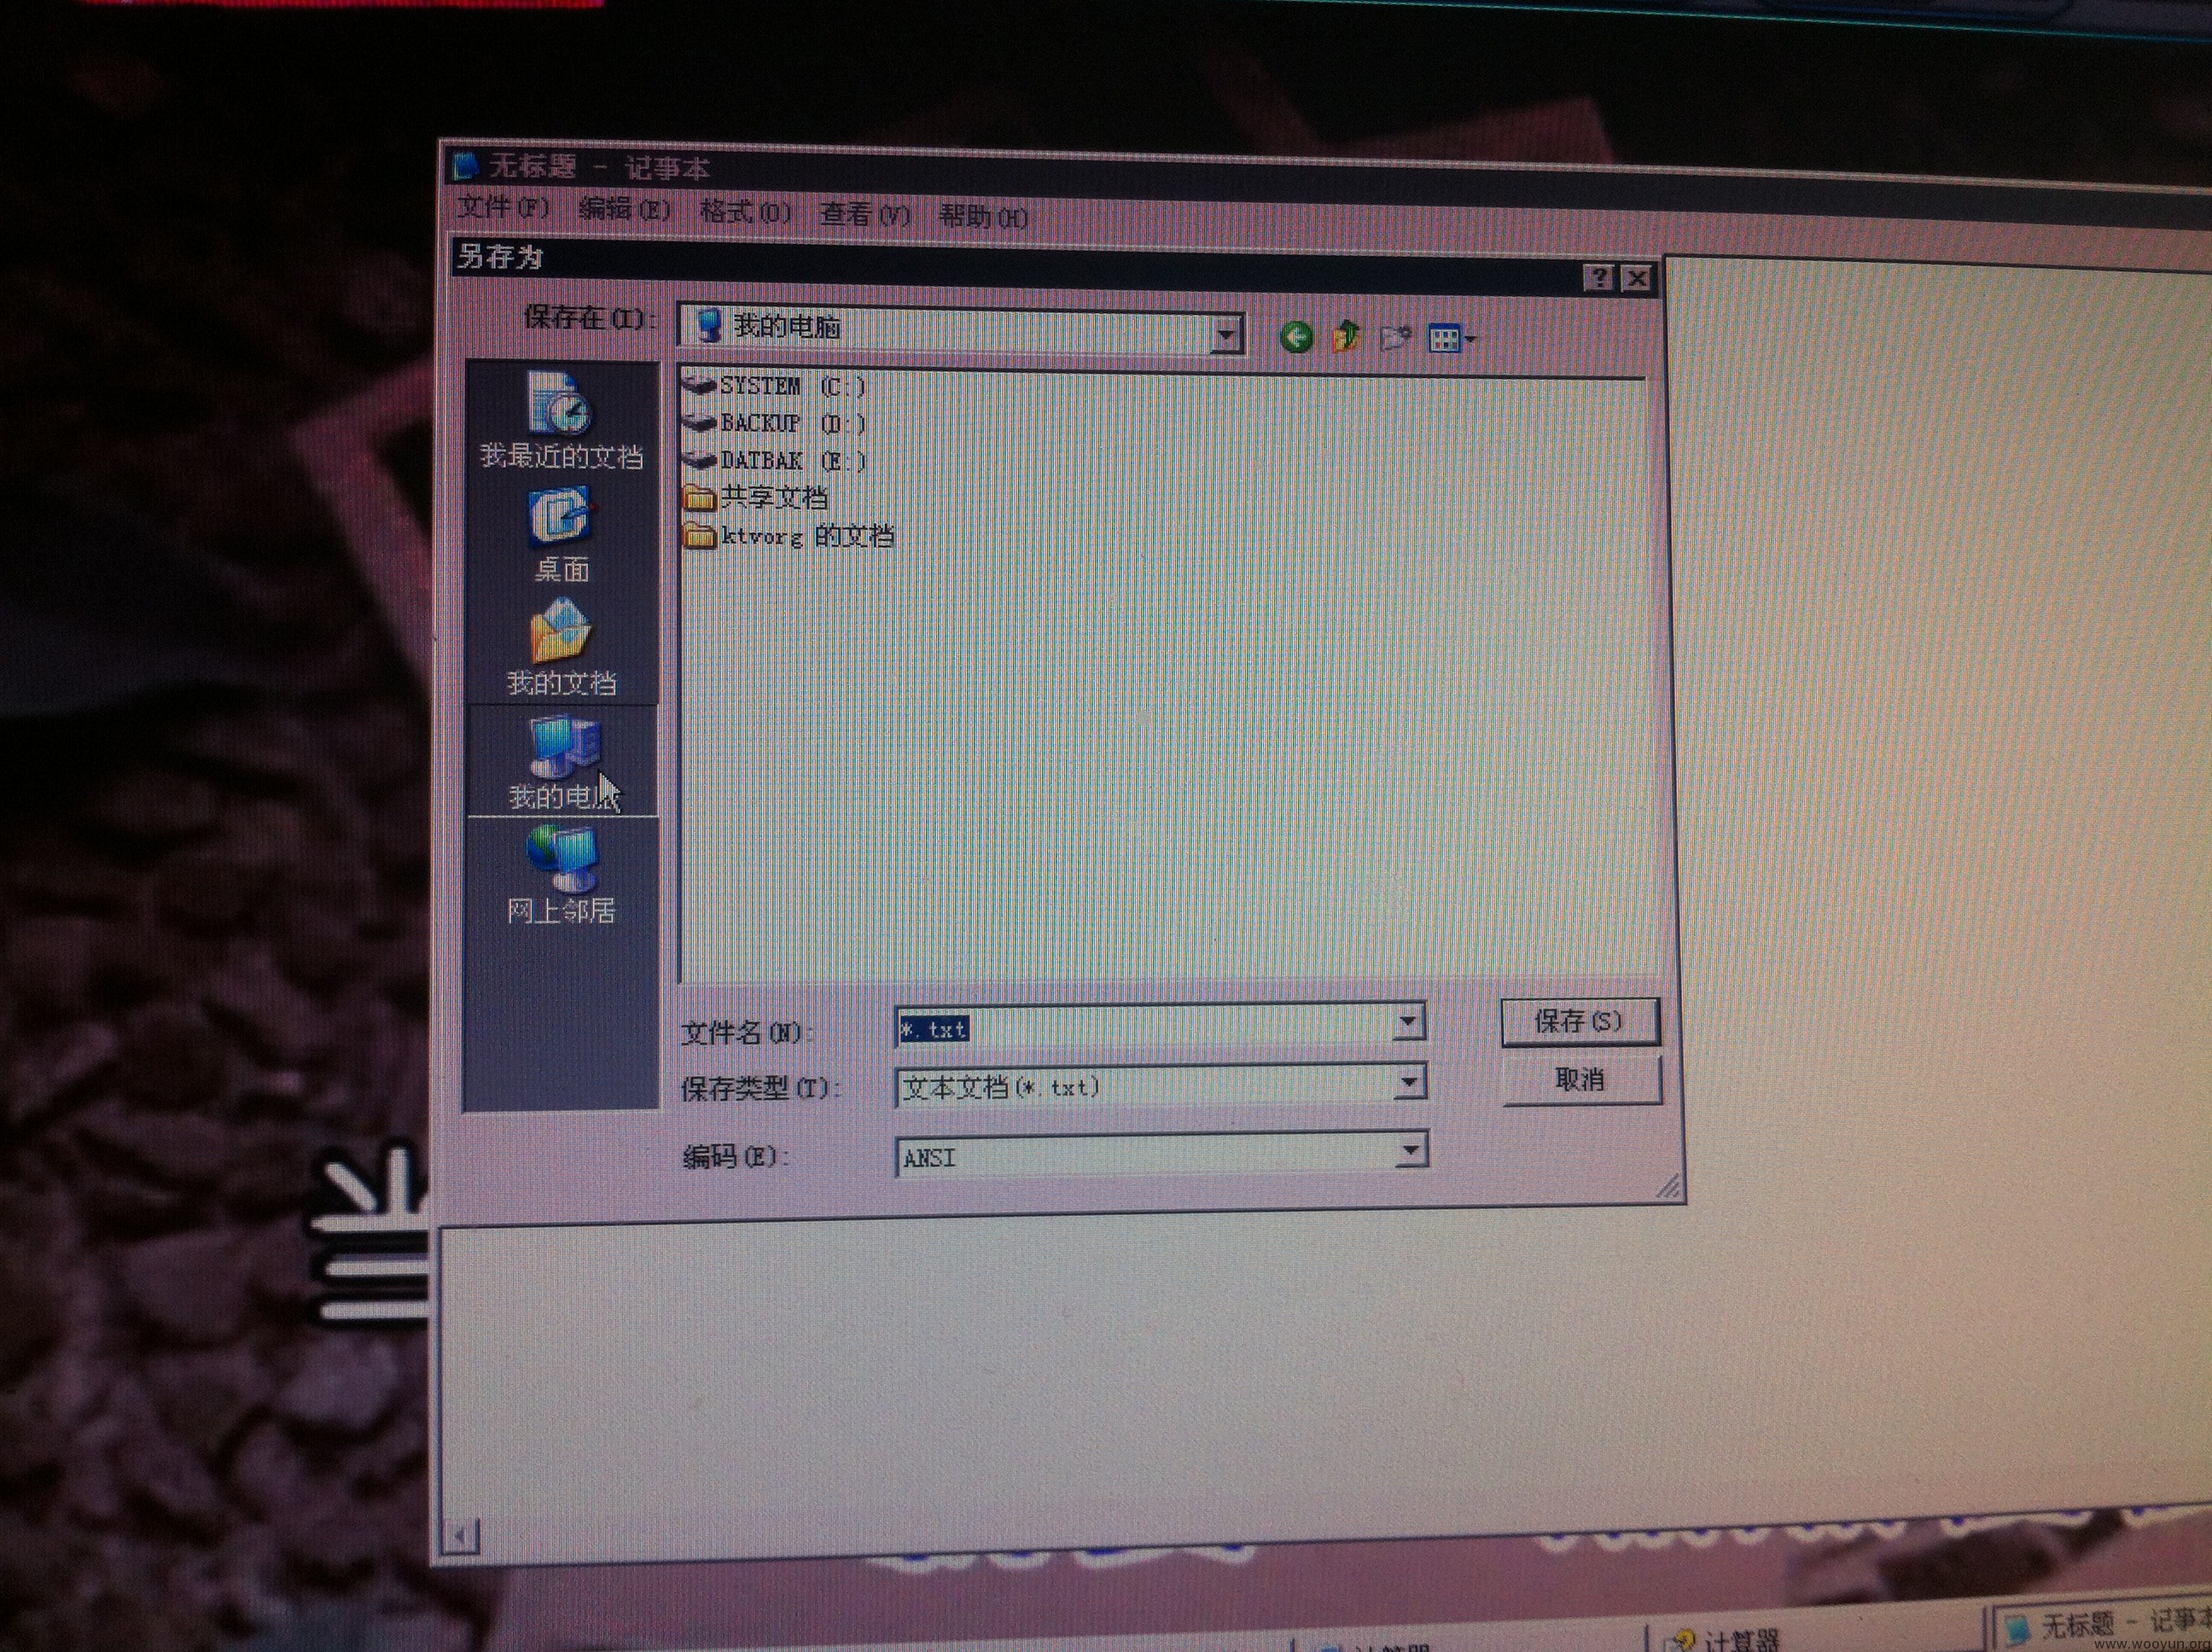 无标题 - 记事本
文件(F) 编辑(E) 格式(O) 查看(V) 帮助(H)
另存为
保存在(I):
我的电脑
SYSTEM (C:)
BACKUP (D:)
DATBAK (E:)
共享文档
ktvorg 的文档
我最近的文档
桌面
我的文档
我的电脑
网上邻居
文件名(N):
*.txt
保存(S)
保存类型(T):
文本文档(*.txt)
取消
编码(E):
ANSI
计算器
计算器
无标题 - 记事本
www.wooyun.org